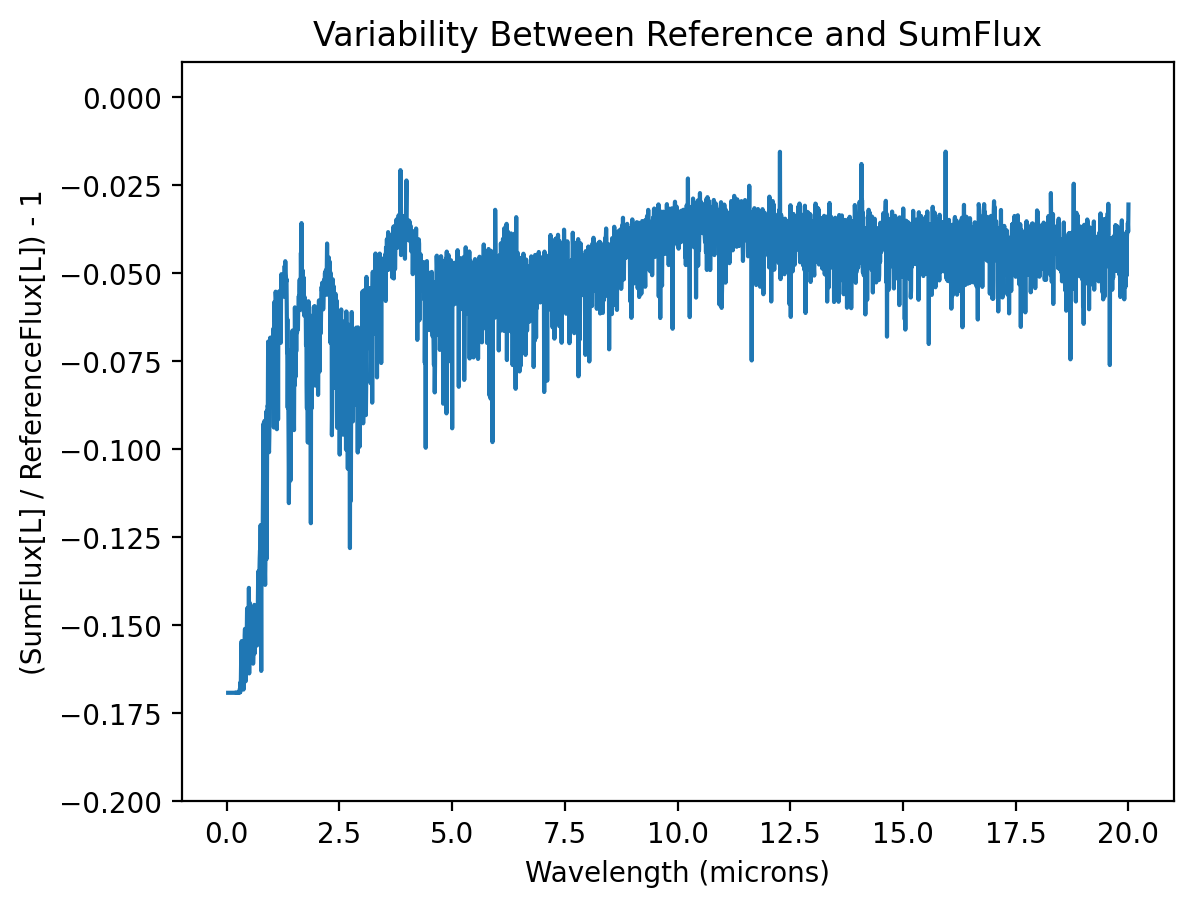 Variability Between Reference and SumFlux
(SumFlux[L] / ReferenceFlux[L]) - 1
0.000
−0.025
−0.050
−0.075
−0.100
−0.125
−0.150
−0.175
−0.200
0.0 2.5 5.0 7.5 10.0 12.5 15.0 17.5 20.0
Wavelength (microns)